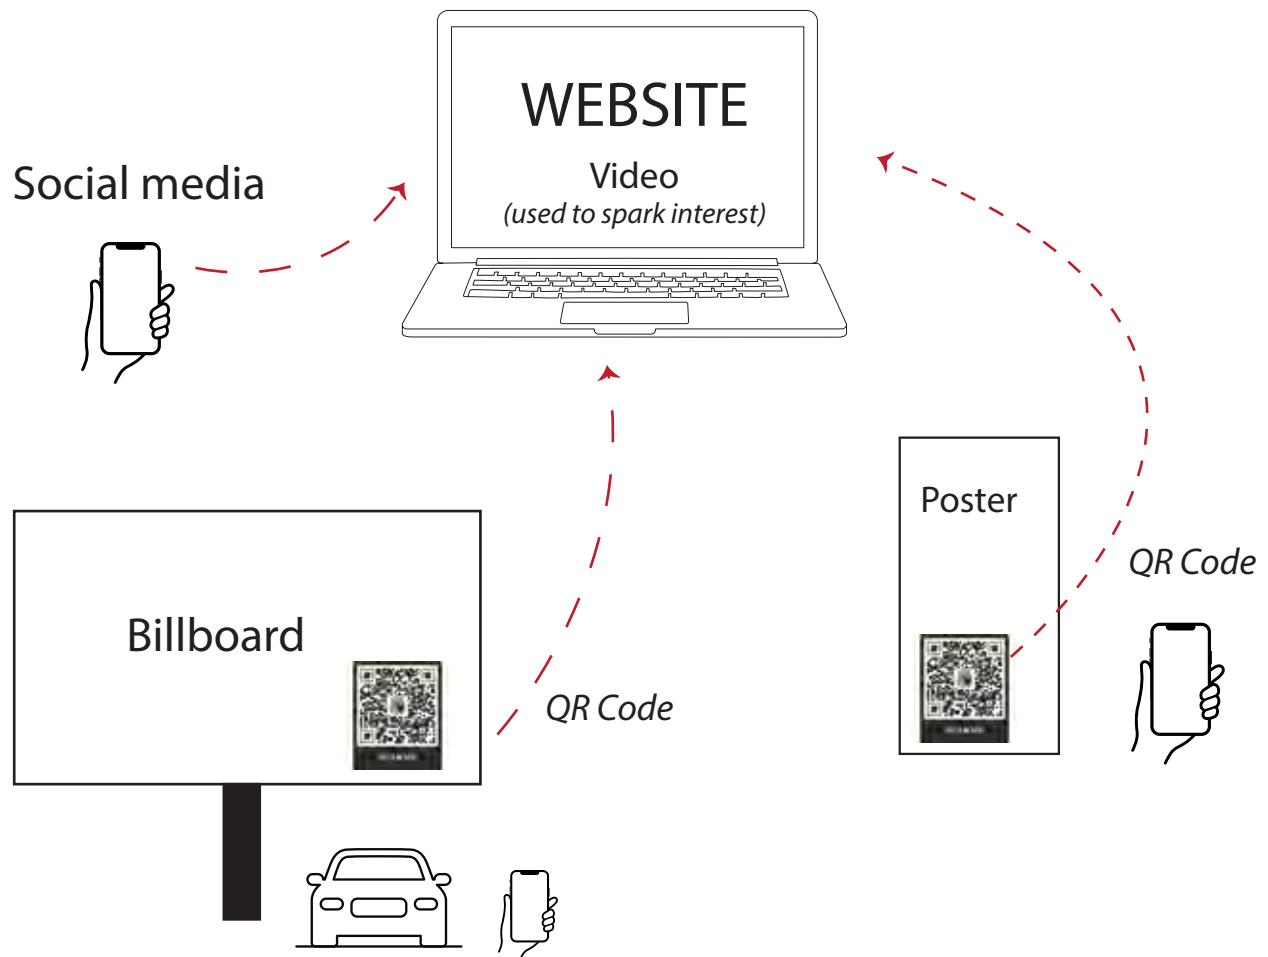 WEBSITE
Video
(used to spark interest)
Social media
Poster
QR Code
Billboard
QR Code